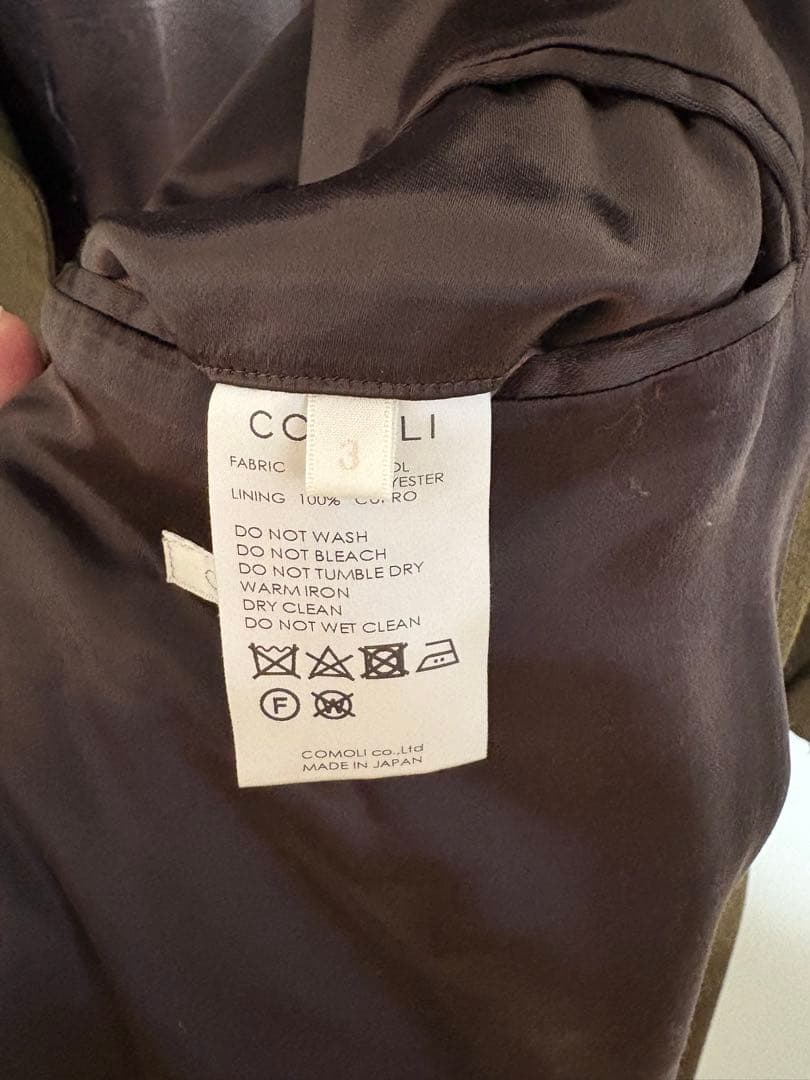 CO LI
3
FABRIC OL
YESTER
LINING 100% CUPRO
DO NOT WASH
DO NOT BLEACH
DO NOT TUMBLE DRY
WARM IRON
DRY CLEAN
DO NOT WET CLEAN
F W
COMOLI co.,Ltd
MADE IN JAPAN